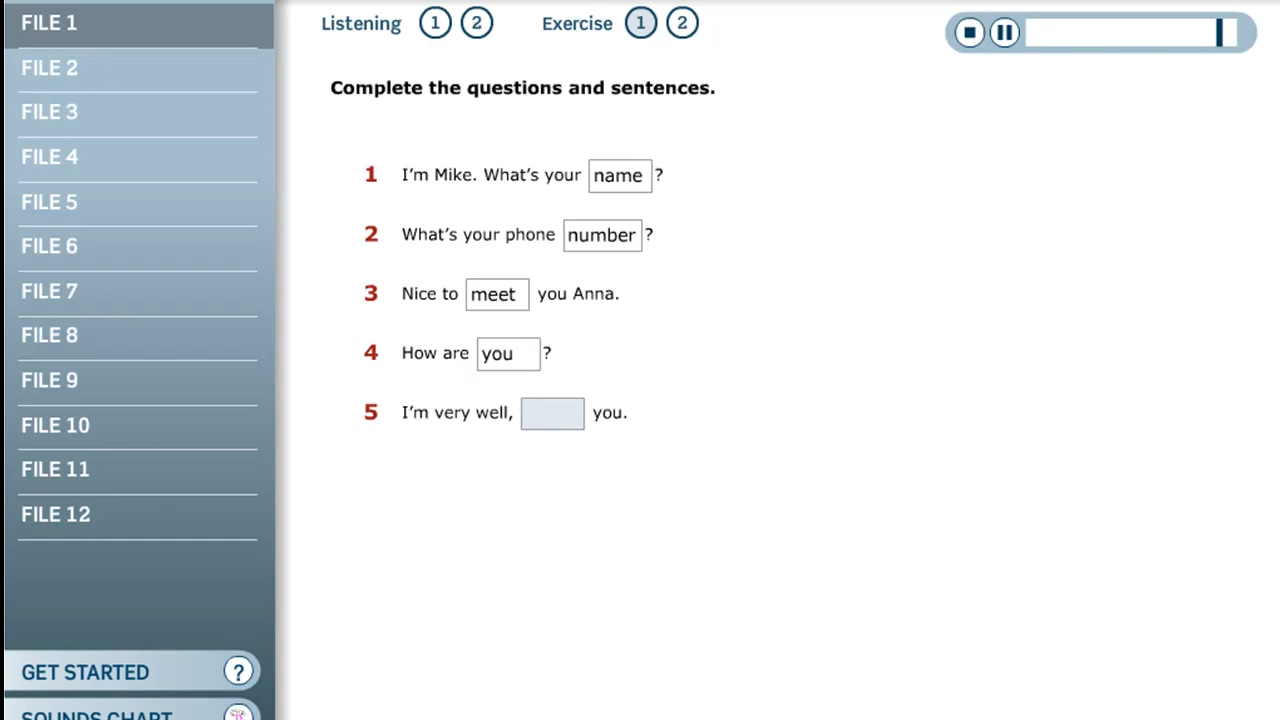 FILE 1
FILE 2
FILE 3
FILE 4
FILE 5
FILE 6
FILE 7
FILE 8
FILE 9
FILE 10
FILE 11
FILE 12
GET STARTED ?
SOUNDS CHART
Listening 1 2 Exercise 1 2
Complete the questions and sentences.
1 I'm Mike. What's your name ?
2 What's your phone number ?
3 Nice to meet you Anna.
4 How are you ?
5 I'm very well, you.